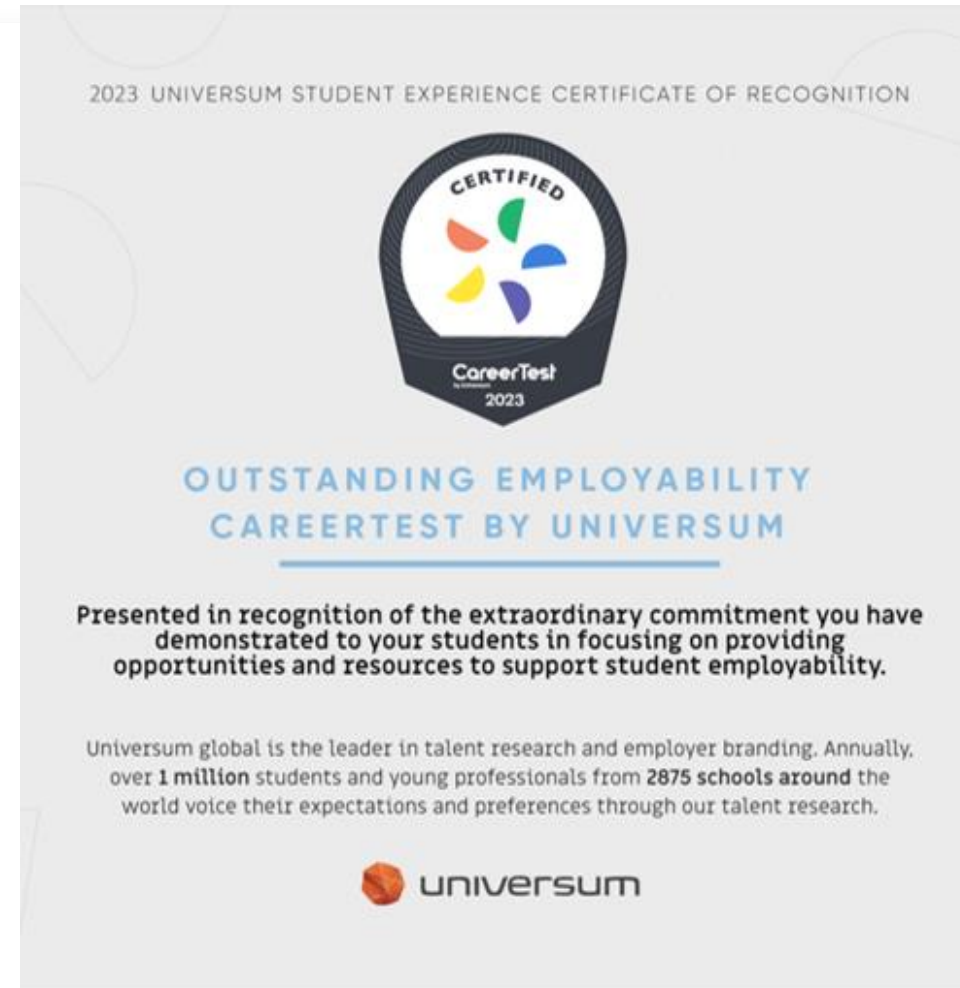 2023 UNIVERSUM STUDENT EXPERIENCE CERTIFICATE OF RECOGNITION
CERTIFIED
CareerTest
by universum
2023
OUTSTANDING EMPLOYABILITY
CAREERTEST BY UNIVERSUM
Presented in recognition of the extraordinary commitment you have
demonstrated to your students in focusing on providing
opportunities and resources to support student employability.
Universum global is the leader in talent research and employer branding. Annually,
over 1 million students and young professionals from 2875 schools around the
world voice their expectations and preferences through our talent research.
universum